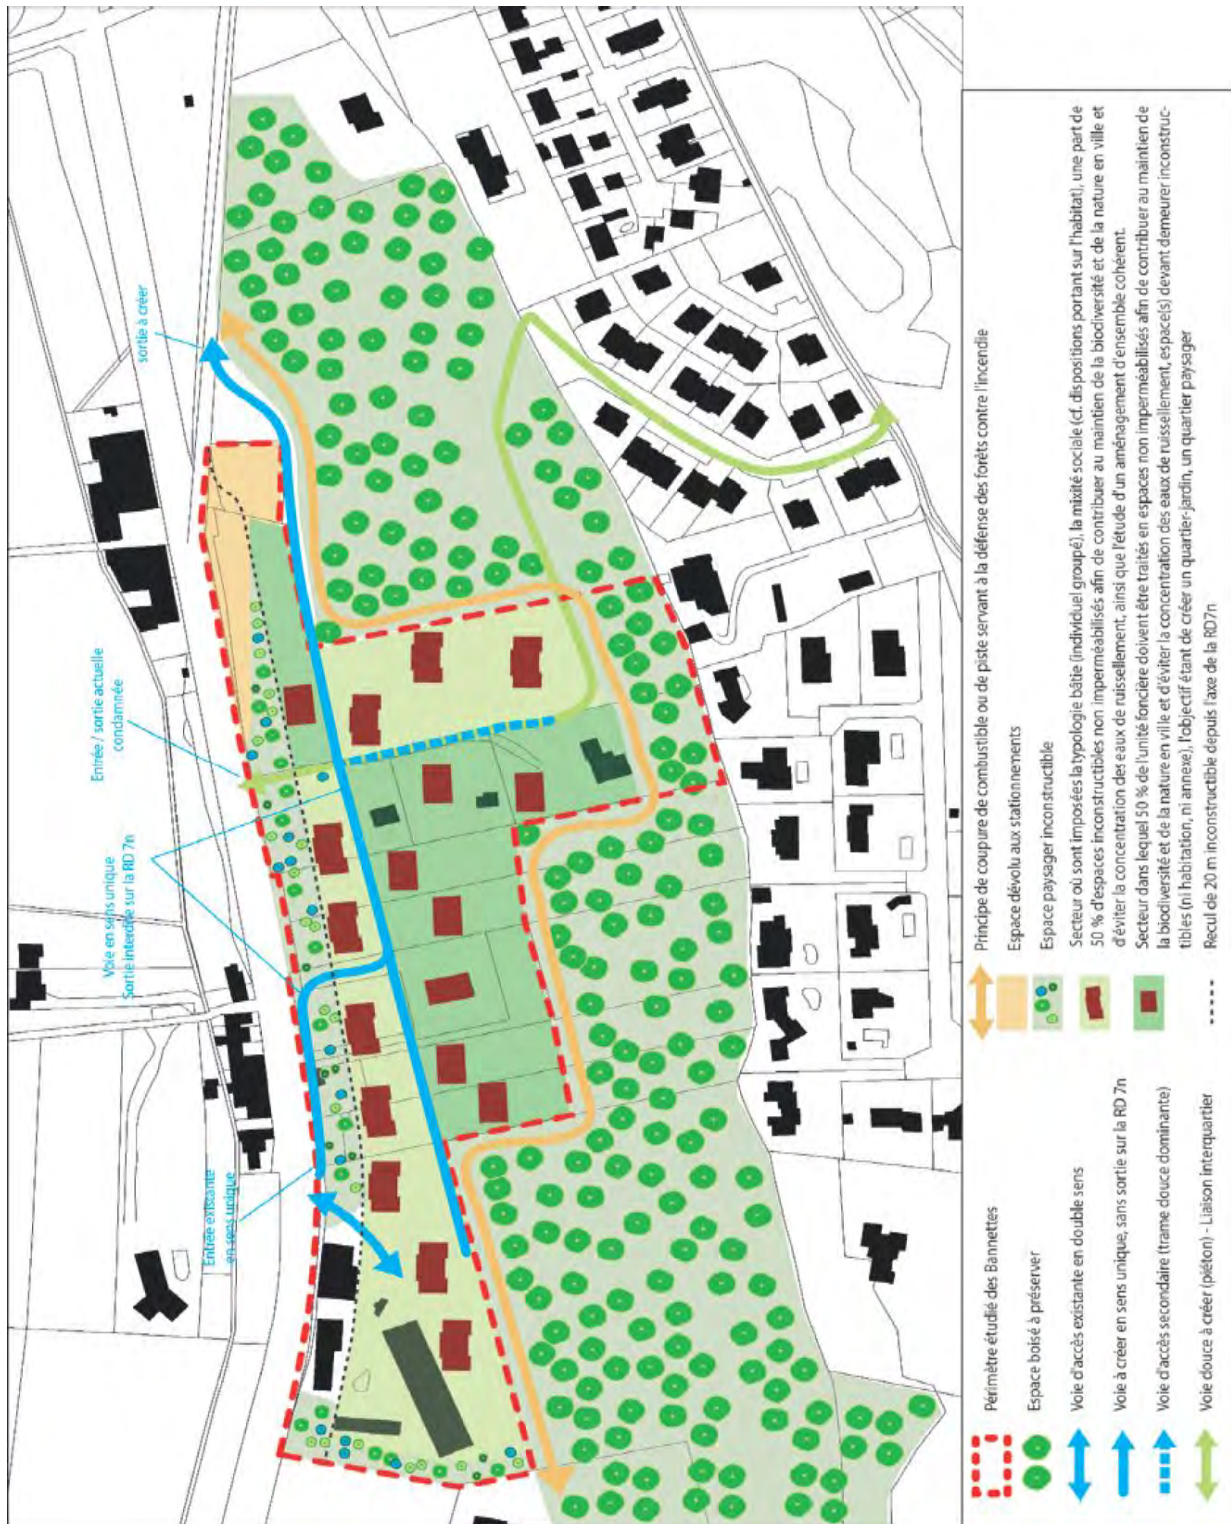 sortie à créer
Entrée / sortie actuelle
condamnée
Voie en sens unique
Sortie interdite sur la RD 7n
Entrée existante
en sens unique
Périmètre étudié des Bannettes
Espace boisé à préserver
Voie d'accès existante en double sens
Voie à créer en sens unique, sans sortie sur la RD 7n
Voie d'accès secondaire (trame douce dominante)
Voie douce à créer (piéton) - Liaison interquartier
Principe de coupure de combustible ou de piste servant à la défense des forêts contre l'incendie
Espace dévolu aux stationnements
Espace paysager inconstructible
Secteur où sont imposées la typologie bâtie (individuel groupé), la mixité sociale (cf. dispositions portant sur l'habitat), une part de
50 % d'espaces inconstructibles non imperméabilisés afin de contribuer au maintien de la biodiversité et de la nature en ville et
d'éviter la concentration des eaux de ruissellement, ainsi que l'étude d'un aménagement d'ensemble cohérent.
Secteur dans lequel 50 % de l'unité foncière doivent être traités en espaces non imperméabilisés afin de contribuer au maintien de
la biodiversité et de la nature en ville et d'éviter la concentration des eaux de ruissellement, espace(s) devant demeurer inconstruc-
tibles (ni habitation, ni annexe), l'objectif étant de créer un quartier-jardin, un quartier paysager
Recul de 20 m inconstructible depuis l'axe de la RD7n